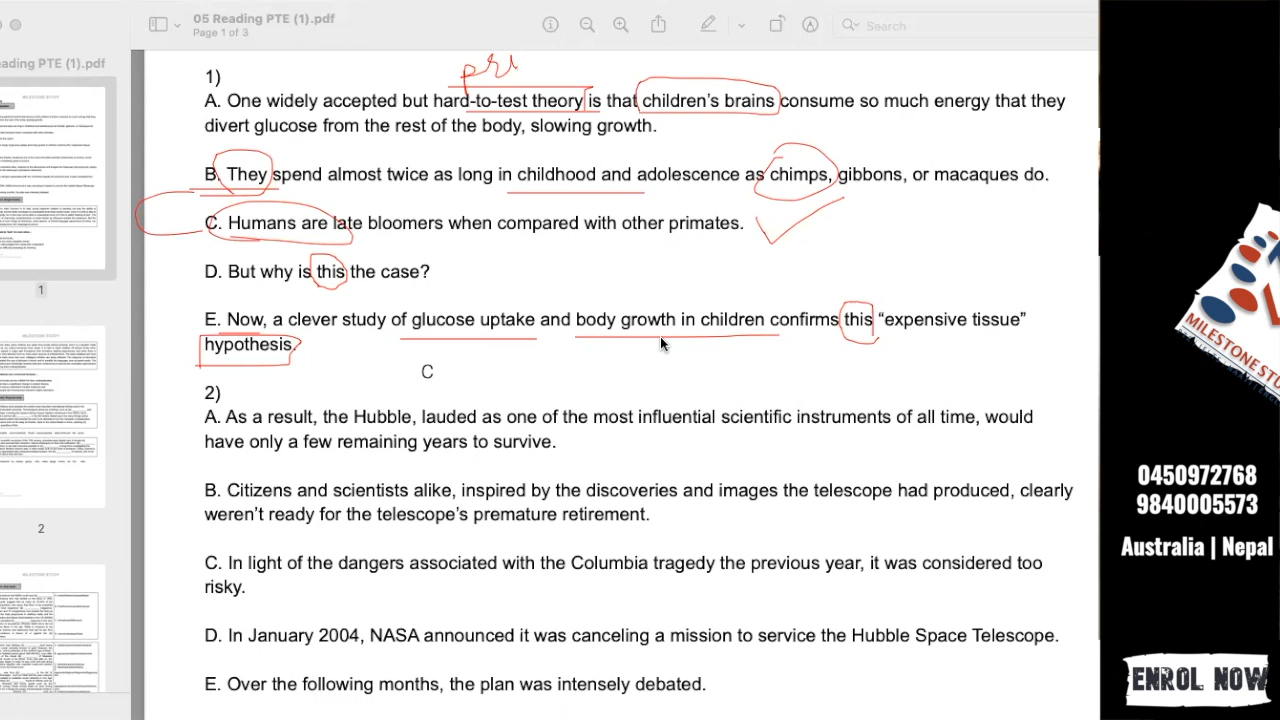 05 Reading PTE (1).pdf
Page 1 of 3
Search
ading PTE (1).pdf
1
2
pri
1)
A. One widely accepted but hard-to-test theory is that children's brains consume so much energy that they
divert glucose from the rest of the body, slowing growth.
B. They spend almost twice as long in childhood and adolescence as chimps, gibbons, or macaques do.
C. Humans are late bloomers when compared with other primates.
D. But why is this the case?
E. Now, a clever study of glucose uptake and body growth in children confirms this “expensive tissue”
hypothesis.
C
2)
A. As a result, the Hubble, larguably one of the most influential scientific instruments of all time, would
have only a few remaining years to survive.
B. Citizens and scientists alike, inspired by the discoveries and images the telescope had produced, clearly
weren't ready for the telescope's premature retirement.
C. In light of the dangers associated with the Columbia tragedy the previous year, it was considered too
risky.
D. In January 2004, NASA announced it was canceling a mission to service the Hubble Space Telescope.
E. Over the following months, the plan was intensely debated.
MILESTONE ST
0450972768
9840005573
Australia | Nepal
ENROL NOW